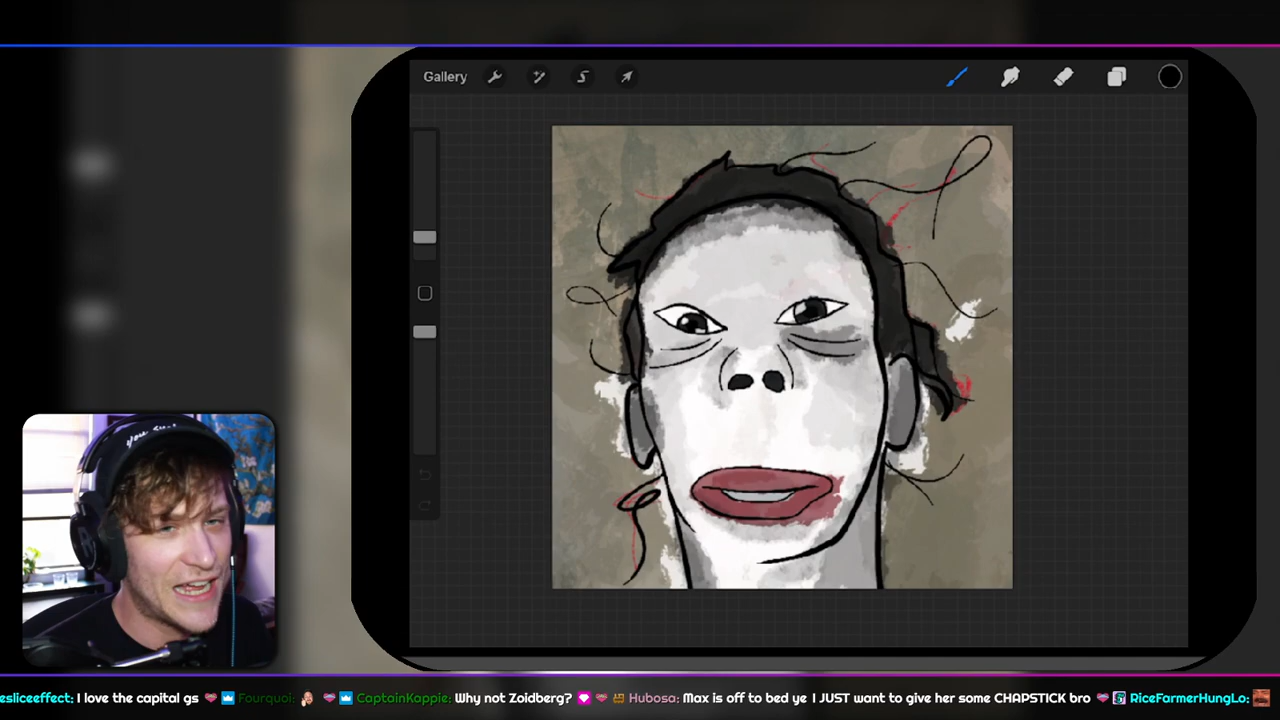 Gallery
esliceeffect: I love the capital gs Fourquoi: CaptainKappie: Why not Zoidberg? Hubosa: Max is off to bed ye I JUST want to give her some CHAPSTICK bro RiceFarmerHungLo: